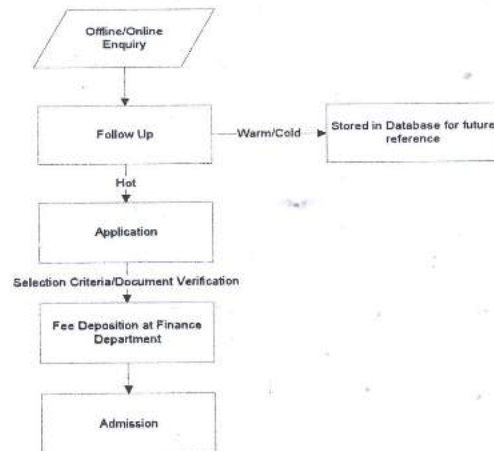 Offline/Online
Enquiry
Follow Up
Warm/Cold
Stored in Database for future
reference
Hot
Application
Selection Criteria/Document Verification
Fee Deposition at Finance
Department
Admission